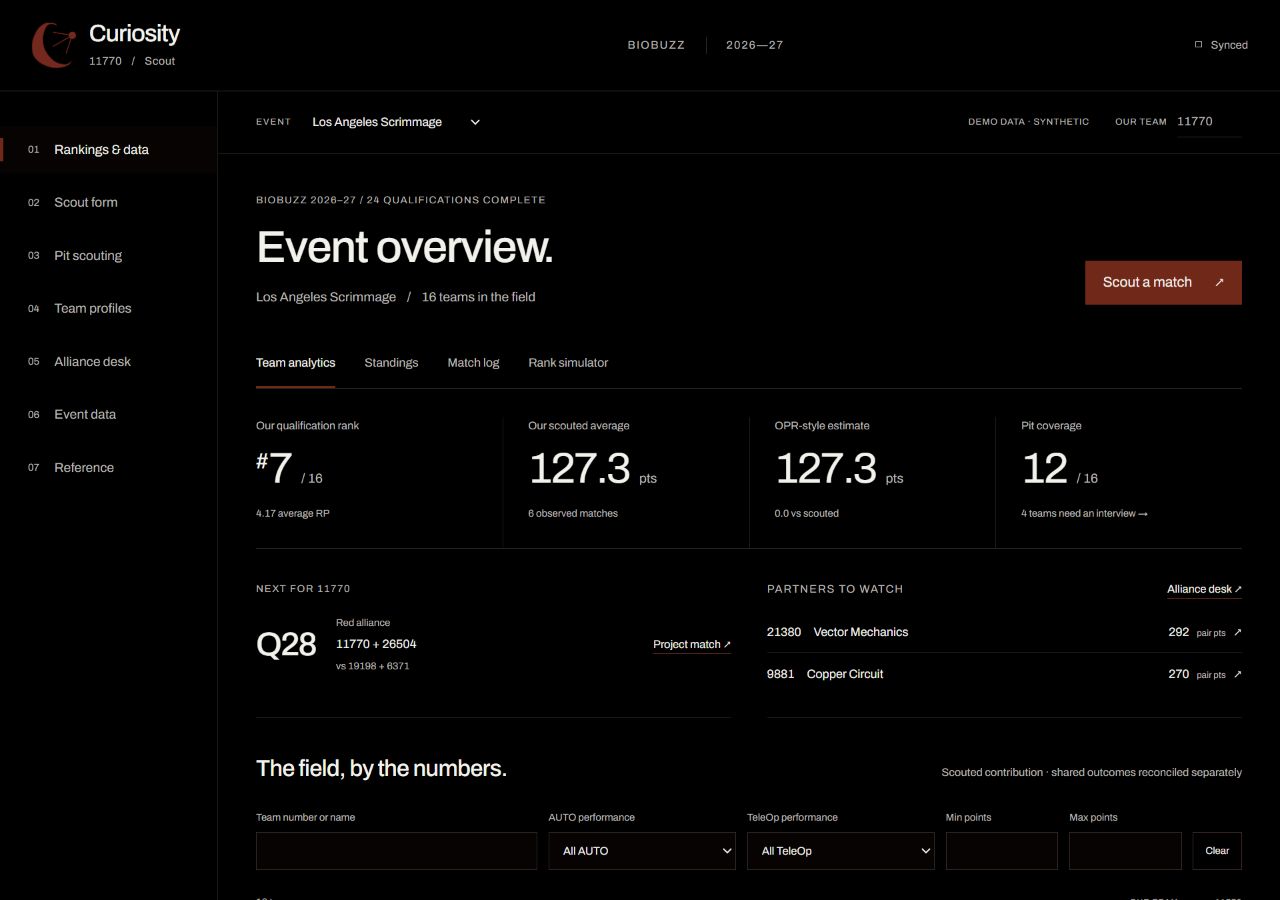 Curiosity
11770 / Scout
BIOBUZZ 2026—27
Synced
EVENT Los Angeles Scrimmage
DEMO DATA · SYNTHETIC OUR TEAM 11770
01 Rankings & data
02 Scout form
03 Pit scouting
04 Team profiles
05 Alliance desk
06 Event data
07 Reference
BIOBUZZ 2026–27 / 24 QUALIFICATIONS COMPLETE
Event overview.
Los Angeles Scrimmage / 16 teams in the field
Scout a match ↗
Team analytics Standings Match log Rank simulator
Our qualification rank
#7 / 16
4.17 average RP
Our scouted average
127.3 pts
6 observed matches
OPR-style estimate
127.3 pts
0.0 vs scouted
Pit coverage
12 / 16
4 teams need an interview →
NEXT FOR 11770
Q28
Red alliance
11770 + 26504
vs 19198 + 6371
Project match ↗
PARTNERS TO WATCH
Alliance desk ↗
21380 Vector Mechanics 292 pair pts ↗
9881 Copper Circuit 270 pair pts ↗
The field, by the numbers.
Scouted contribution · shared outcomes reconciled separately
Team number or name
AUTO performance
TeleOp performance
Min points
Max points
All AUTO
All TeleOp
Clear